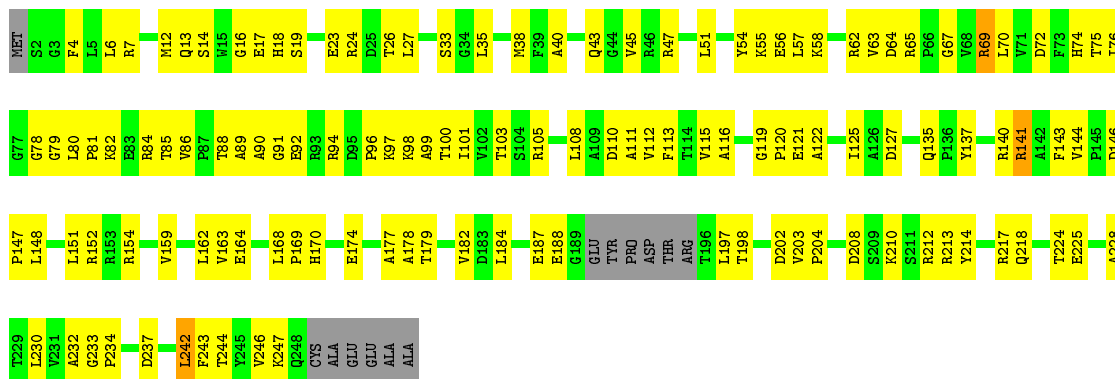 MET S2 G3 F4 L5 L6 R7 M12 Q13 S14 W15 G16 E17 H18 S19 E23 R24 D25 T26 L27 S33 G34 L35 M38 F39 A40 Q43 G44 V45 R46 R47 L51 Y54 K55 E56 L57 K58 R62 V63 D64 R65 P66 G67 V68 R69 L70 V71 D72 F73 H74 T75 I76
G77 G78 G79 L80 P81 K82 E83 R84 T85 V86 P87 T88 A89 A90 G91 E92 R93 R94 D95 P96 K97 K98 A99 T100 I101 V102 T103 S104 R105 L108 A109 D110 A111 V112 F113 T114 V115 A116 G119 P120 E121 A122 I125 A126 D127 Q135 P136 Y137 R140 R141 A142 F143 V144 P145 D146
P147 L148 L151 R152 R153 R154 V159 L162 V163 E164 L168 P169 H170 E174 A177 A178 T179 V182 D183 L184 E187 E188 G189 GLU TYR PRO ASP THR ARG T196 L197 T198 D202 V203 P204 D208 S209 K210 S211 R212 R213 Y214 R217 Q218 T224 E225 A228
T229 L230 V231 A232 G233 P234 D237 L242 F243 T244 Y245 V246 K247 Q248 CYS ALA GLU GLU ALA ALA